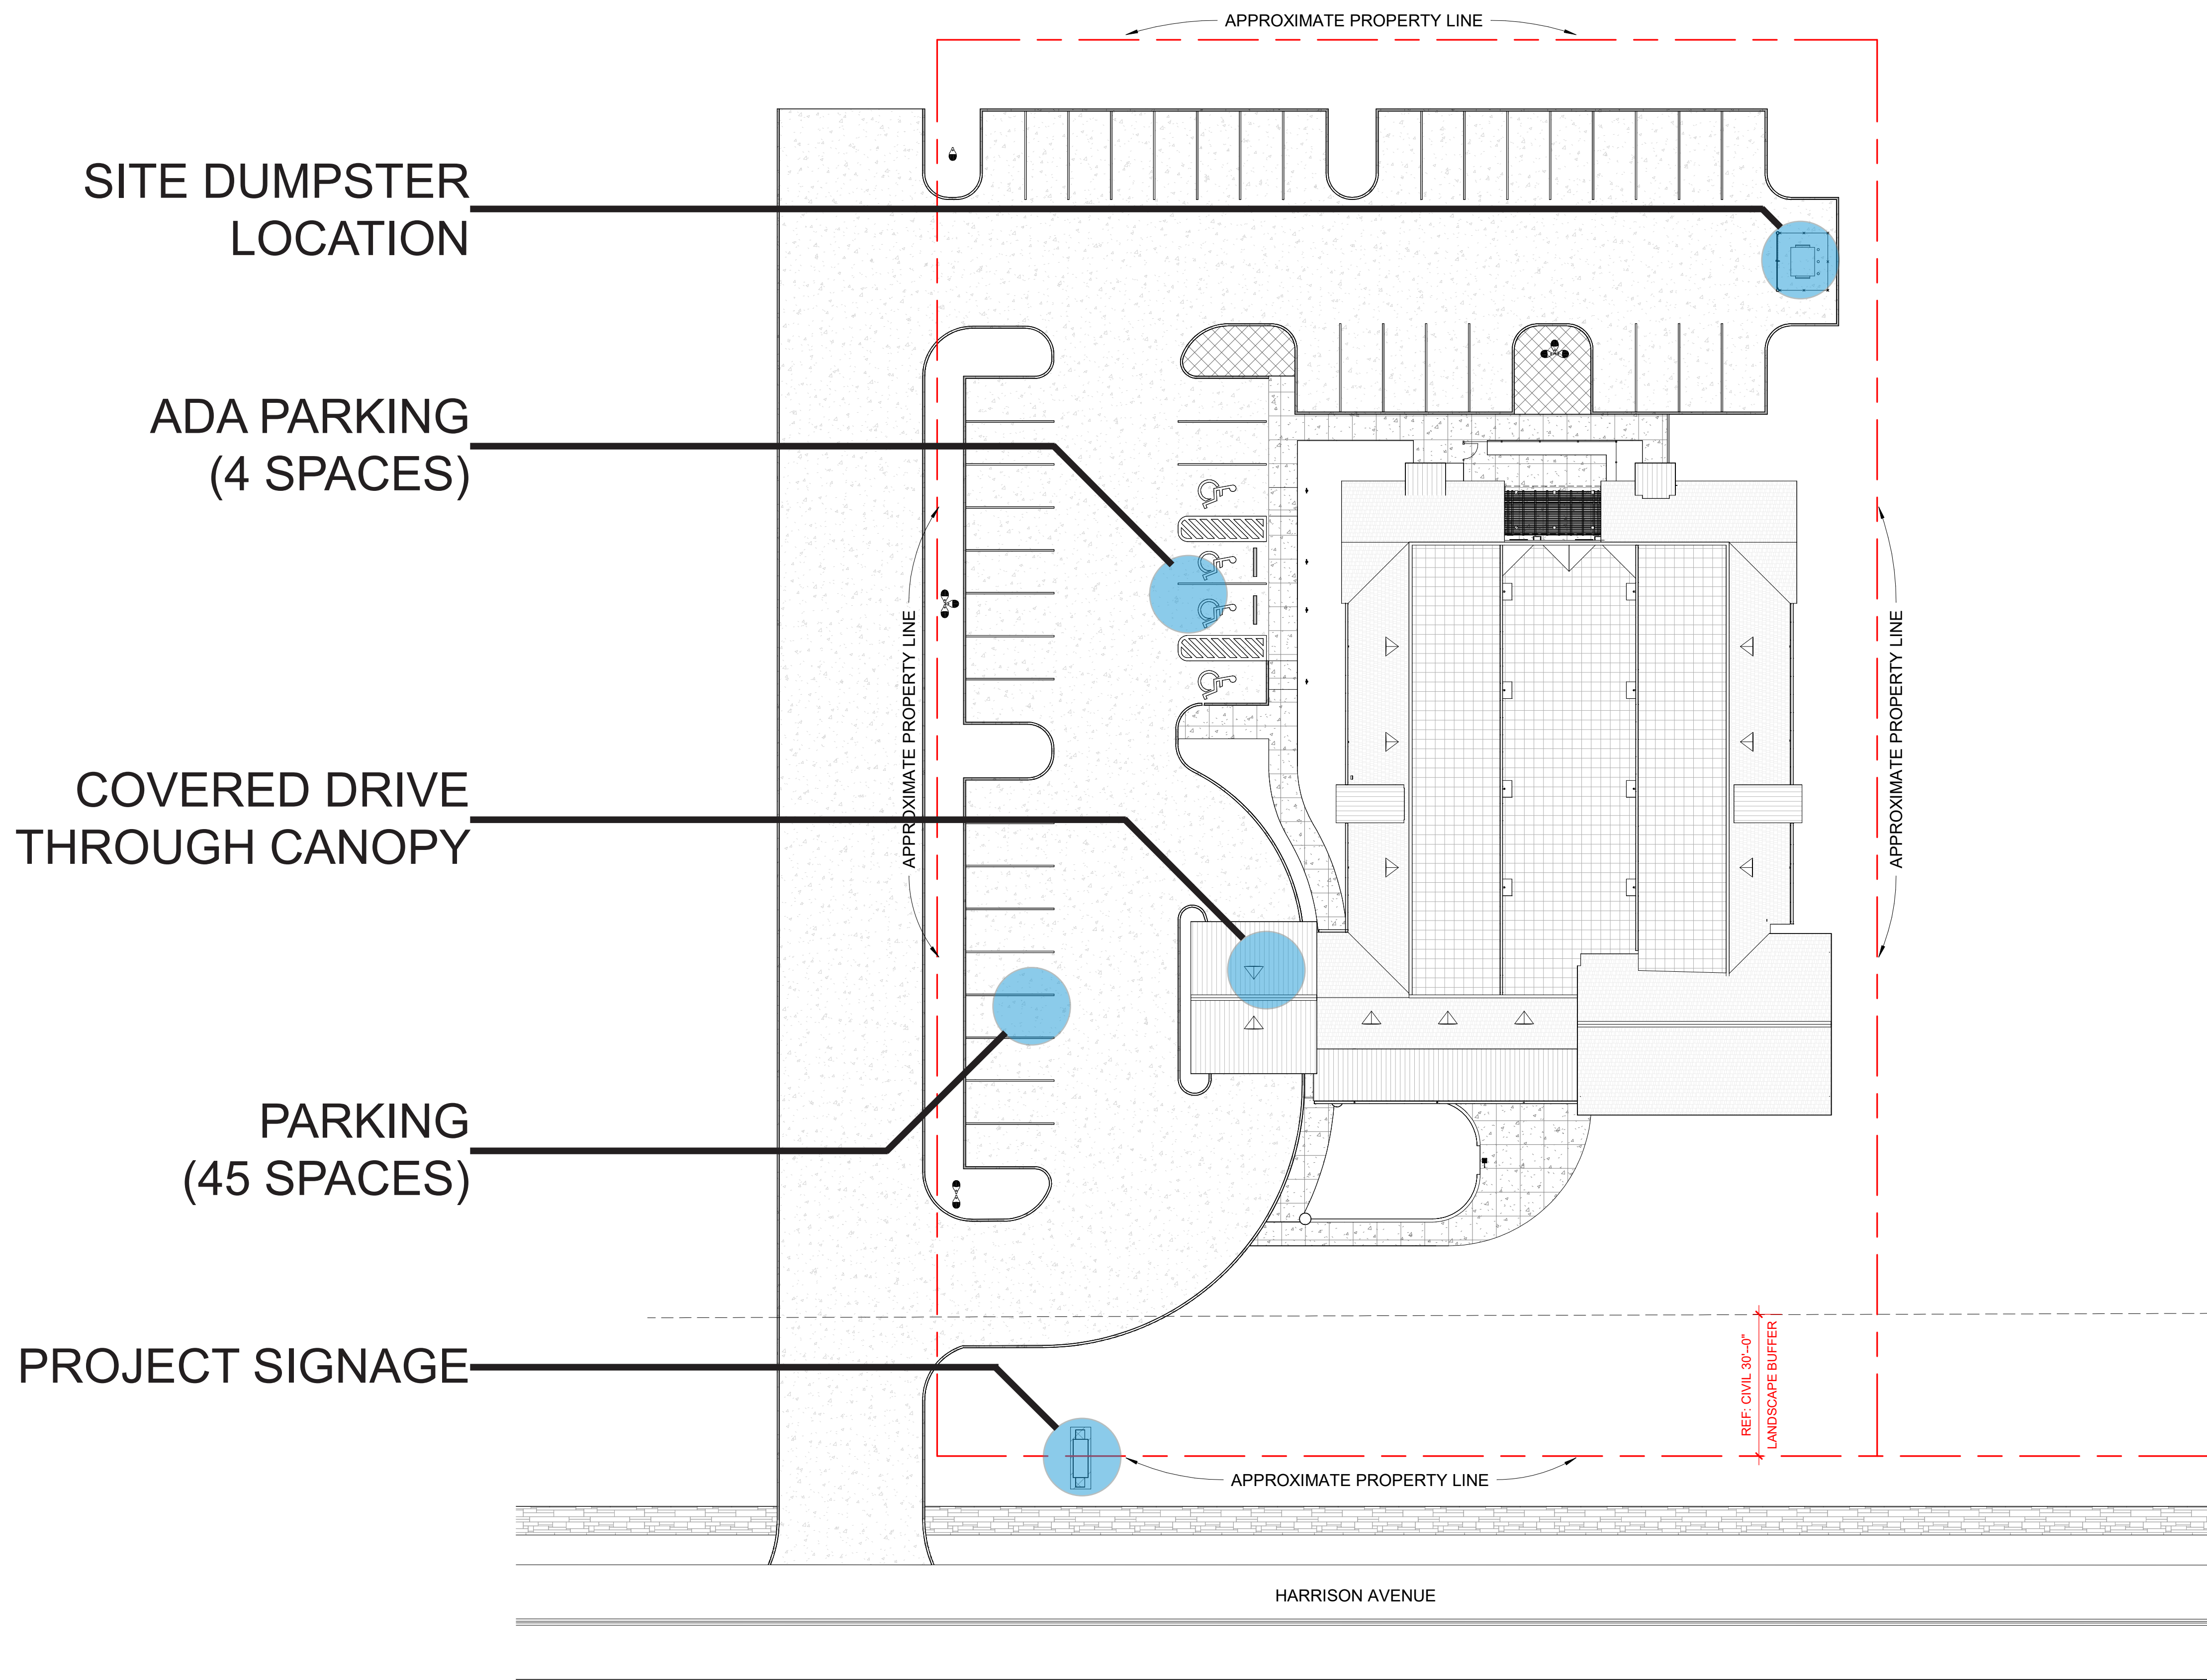 APPROXIMATE PROPERTY LINE
SITE DUMPSTER
LOCATION
ADA PARKING
(4 SPACES)
APPROXIMATE PROPERTY LINE
APPROXIMATE PROPERTY LINE
COVERED DRIVE
THROUGH CANOPY
PARKING
(45 SPACES)
PROJECT SIGNAGE
REF: CIVIL 30'-0"
LANDSCAPE BUFFER
APPROXIMATE PROPERTY LINE
HARRISON AVENUE